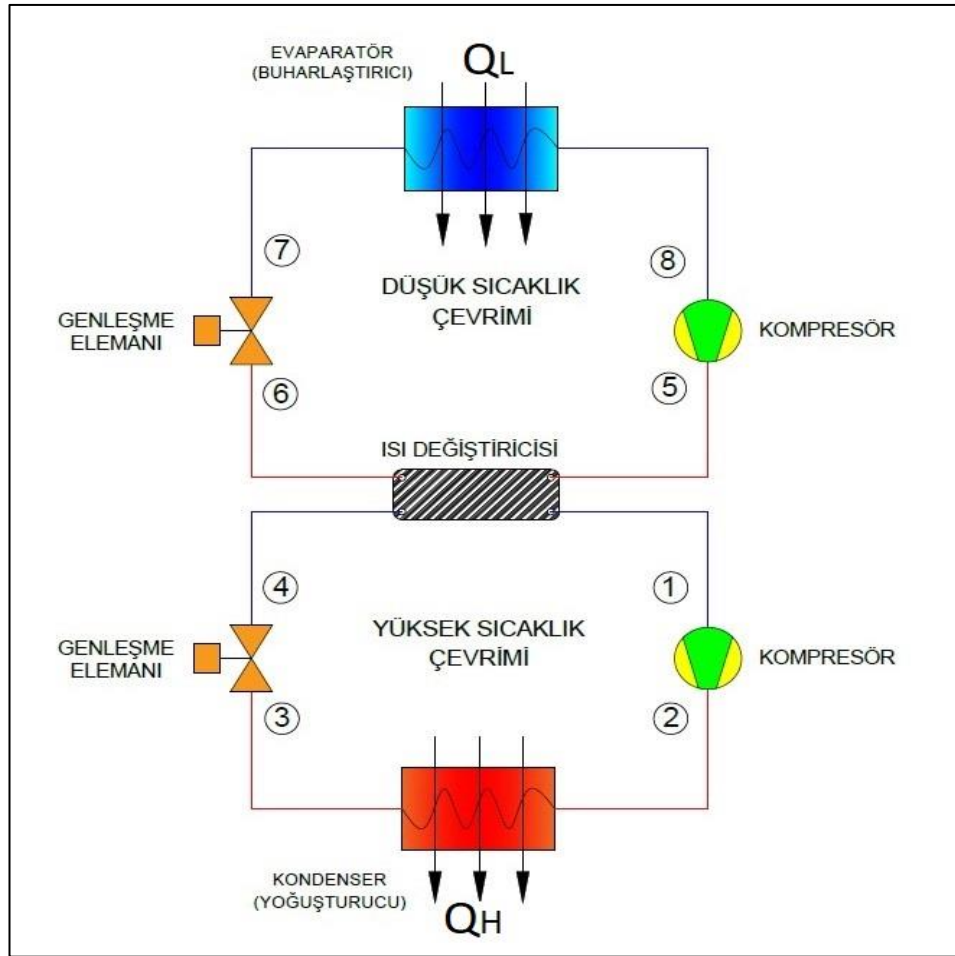 EVAPARATÖR
(BUHARLAŞTIRICI)
QL
7
8
DÜŞÜK SICAKLIK
ÇEVRİMİ
GENLEŞME
ELEMANI
KOMPRESÖR
6
5
ISI DEĞİŞTİRİCİSİ
4
1
YÜKSEK SICAKLIK
ÇEVRİMİ
GENLEŞME
ELEMANI
KOMPRESÖR
3
2
KONDENSER
(YOĞUŞTURUCU)
QH